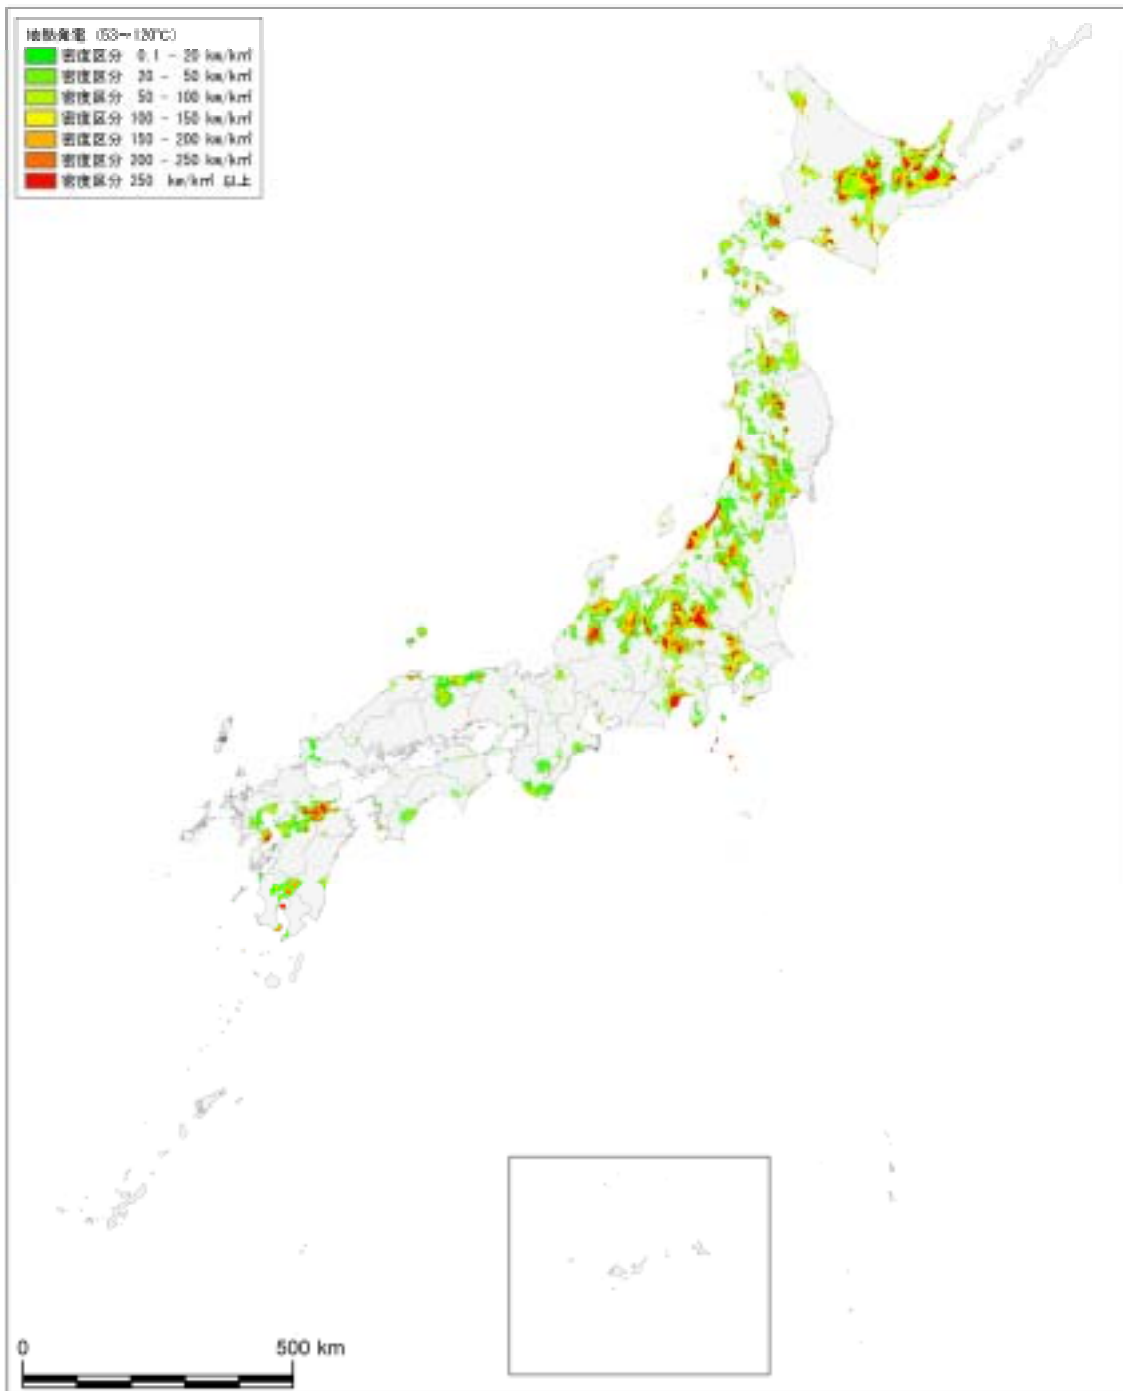 地熱発電 (53~120℃)
密度区分 0.1 - 20 kW/k㎡
密度区分 20 - 50 kW/k㎡
密度区分 50 - 100 kW/k㎡
密度区分 100 - 150 kW/k㎡
密度区分 150 - 200 kW/k㎡
密度区分 200 - 250 kW/k㎡
密度区分 250 kW/k㎡ 以上
0 500 km